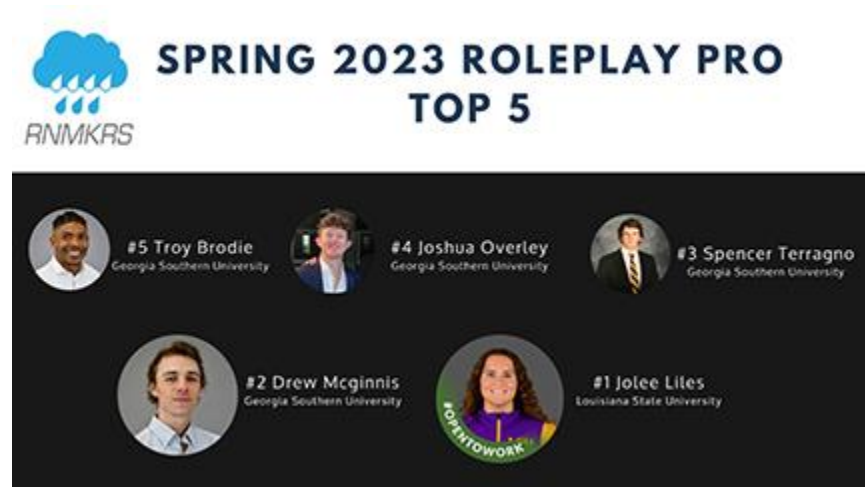 RNMKRS
SPRING 2023 ROLEPLAY PRO
TOP 5
#5 Troy Brodie
Georgia Southern University
#4 Joshua Overley
Georgia Southern University
#3 Spencer Terragno
Georgia Southern University
#2 Drew Mcginnis
Georgia Southern University
#OPENTOWORK
#1 Jolee Liles
Louisiana State University